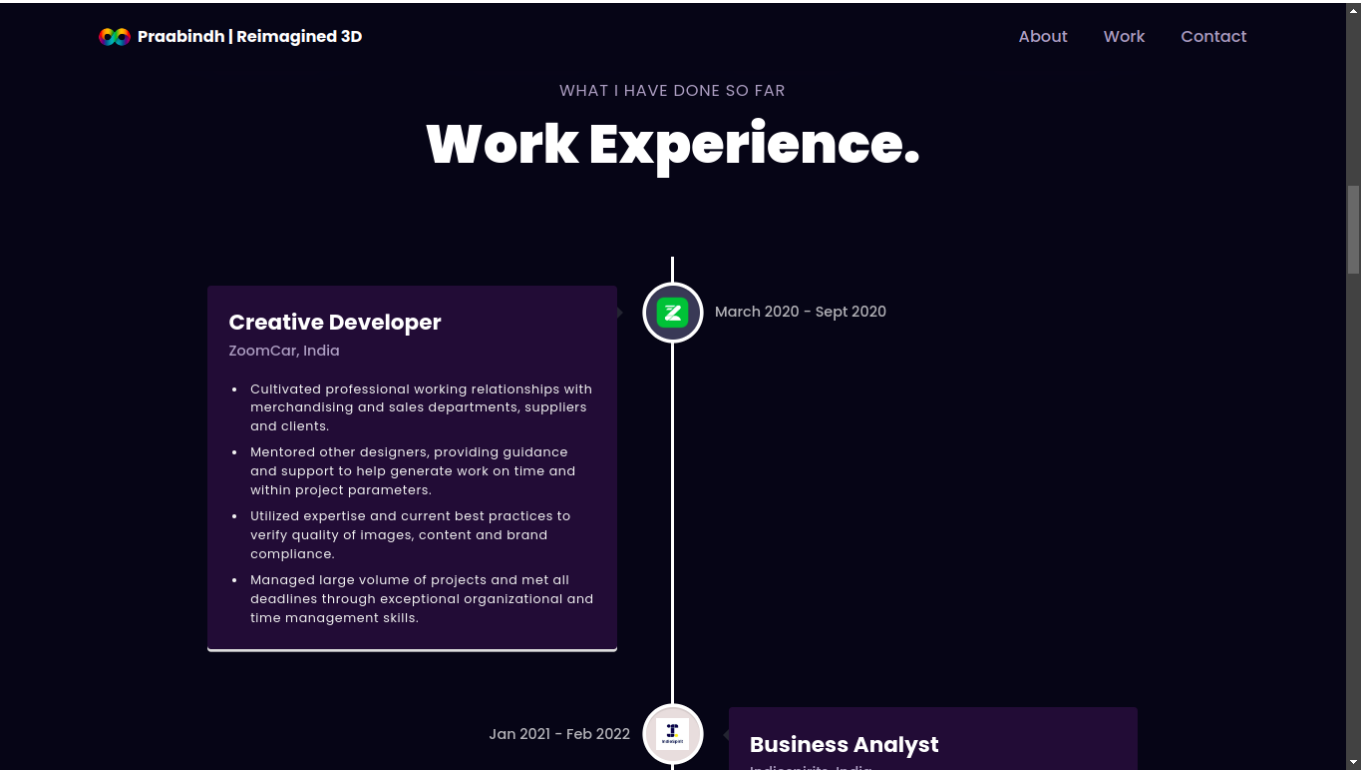 Praabindh | Reimagined 3D
About
Work
Contact
WHAT I HAVE DONE SO FAR
Work Experience.
Creative Developer
ZoomCar, India
Cultivated professional working relationships with
merchandising and sales departments, suppliers
and clients.
Mentored other designers, providing guidance
and support to help generate work on time and
within project parameters.
Utilized expertise and current best practices to
verify quality of images, content and brand
compliance.
Managed large volume of projects and met all
deadlines through exceptional organizational and
time management skills.
March 2020 - Sept 2020
Jan 2021 - Feb 2022
Business Analyst